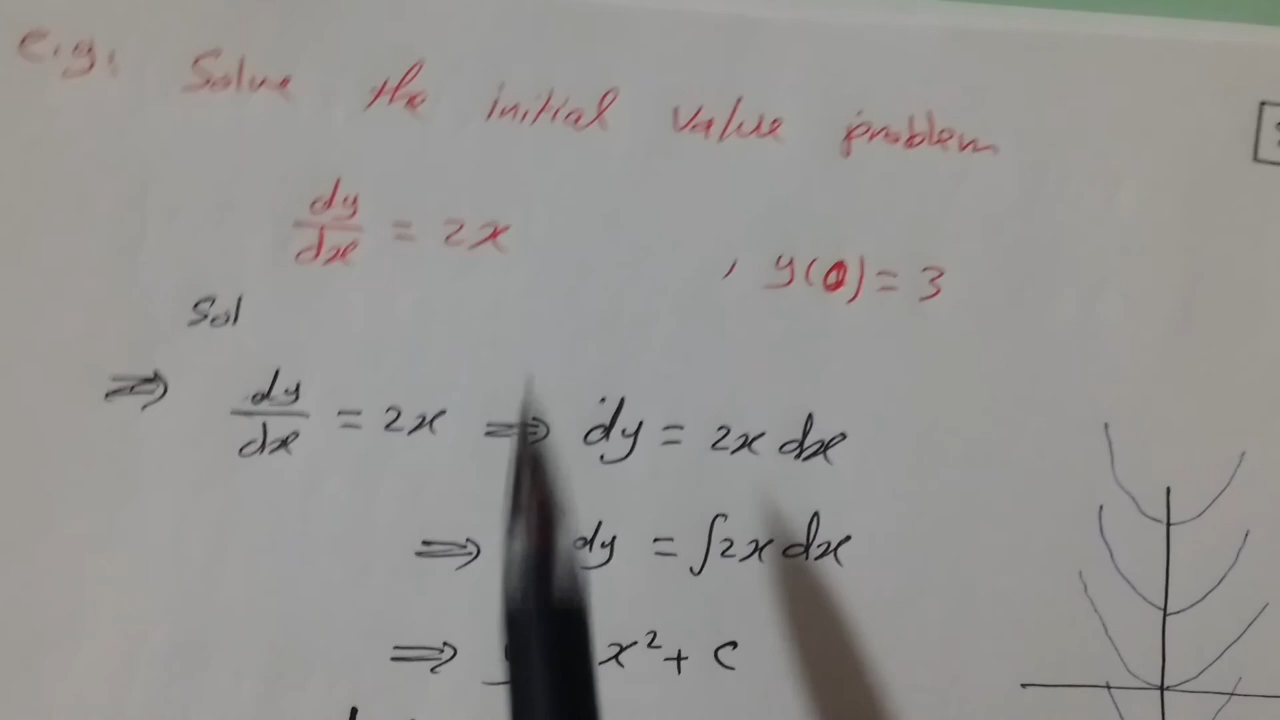 e.g: Solve the initial value problem
dy/dx = 2x , y(0) = 3
Sol
⇒ dy/dx = 2x ⇒ dy = 2x dx
⇒ dy = ∫2x dx
⇒ x² + c